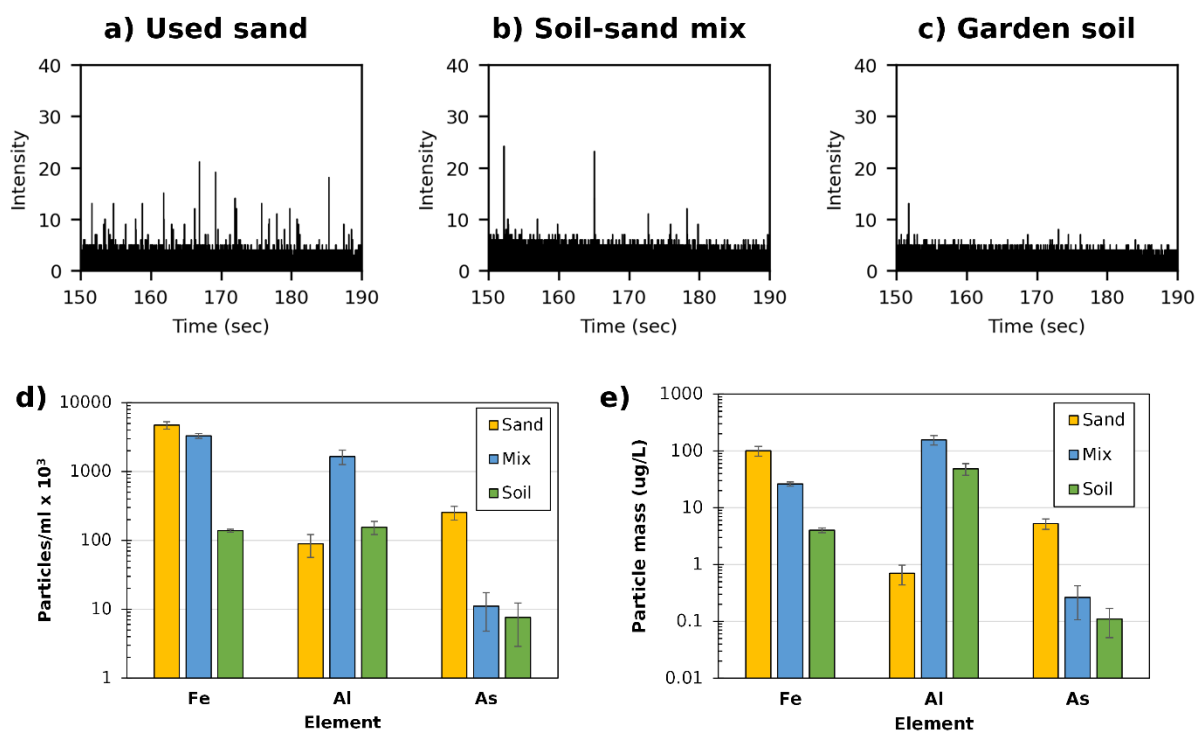 a) Used sand
40
30
20
10
0
Intensity
150 160 170 180 190
Time (sec)
b) Soil-sand mix
40
30
20
10
0
Intensity
150 160 170 180 190
Time (sec)
c) Garden soil
40
30
20
10
0
Intensity
150 160 170 180 190
Time (sec)
d)
10000
1000
100
10
1
Particles/ml x 10³
Sand
Mix
Soil
Fe Al As
Element
e)
1000
100
10
1
0.1
0.01
Particle mass (ug/L)
Sand
Mix
Soil
Fe Al As
Element